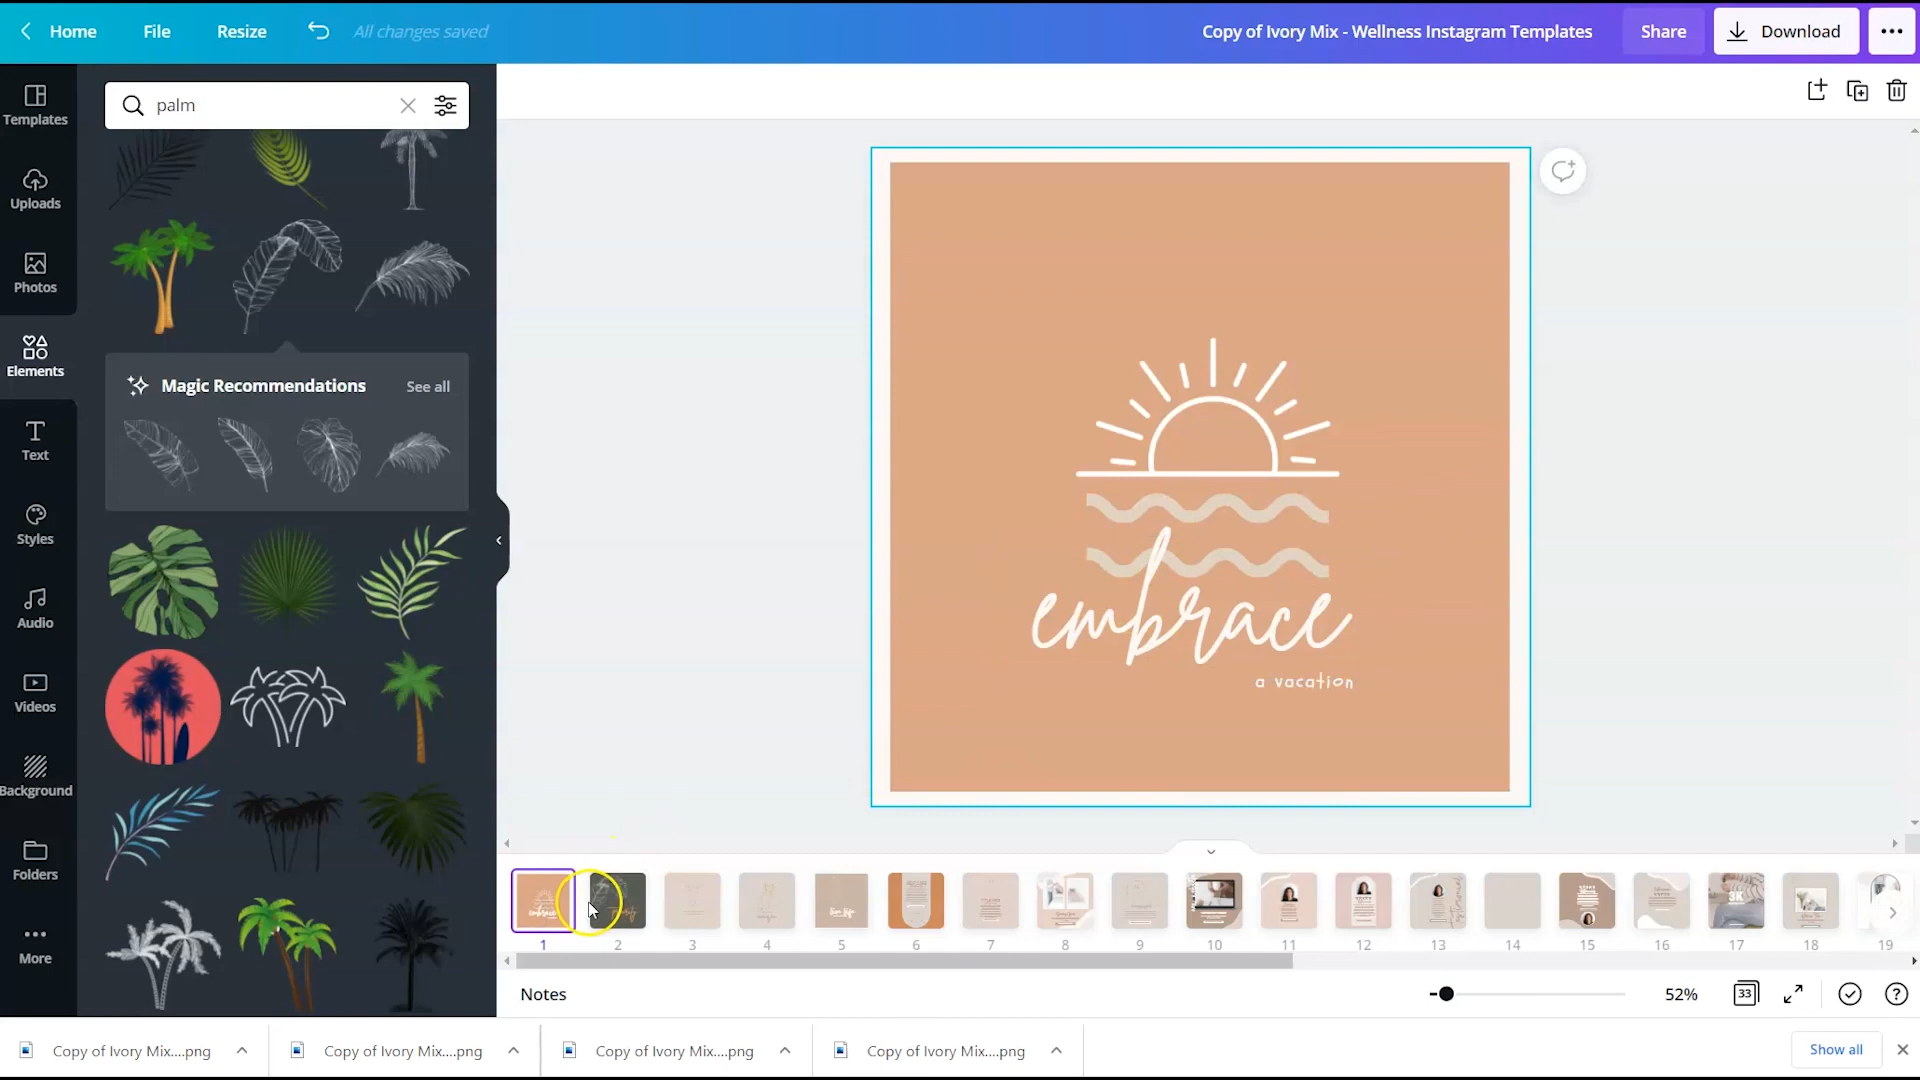 Home
File
Resize
All changes saved
Copy of Ivory Mix - Wellness Instagram Templates
Share
Download
Templates
Uploads
Photos
Elements
Text
Styles
Audio
Videos
Background
Folders
More
palm
Magic Recommendations
See all
embrace
a vacation
3K
1 2 3 4 5 6 7 8 9 10 11 12 13 14 15 16 17 18 19
Notes
52%
33
Copy of Ivory Mix....png
Copy of Ivory Mix....png
Copy of Ivory Mix....png
Copy of Ivory Mix....png
Show all